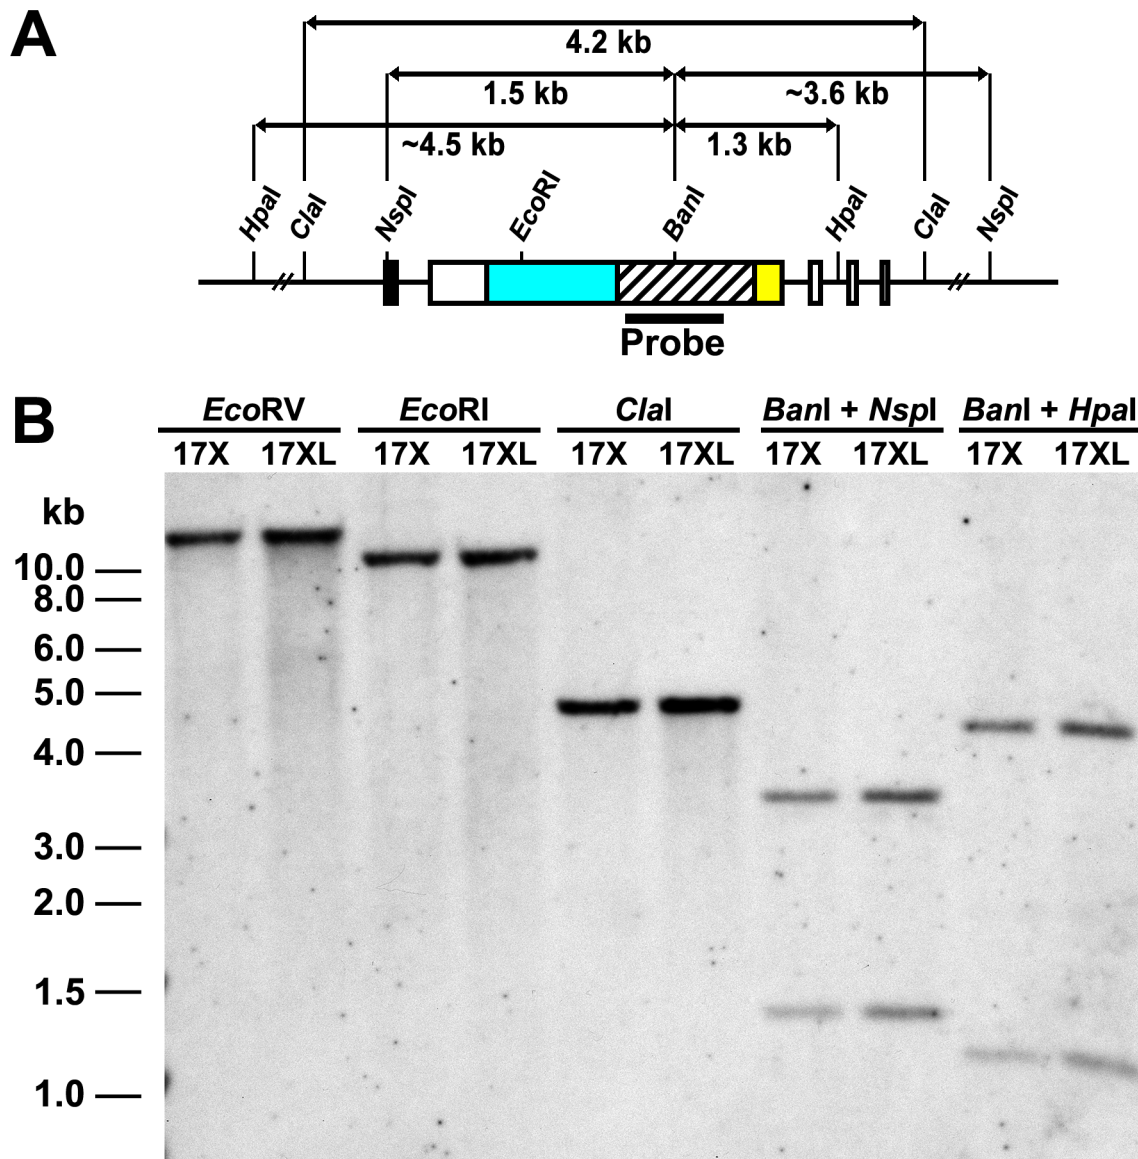 A
4.2 kb
1.5 kb ~3.6 kb
~4.5 kb 1.3 kb
HpaI ClaI NspI EcoRI BanI HpaI ClaI NspI
Probe
B
EcoRV EcoRI ClaI BanI + NspI BanI + HpaI
17X 17XL 17X 17XL 17X 17XL 17X 17XL 17X 17XL
kb
10.0
8.0
6.0
5.0
4.0
3.0
2.0
1.5
1.0